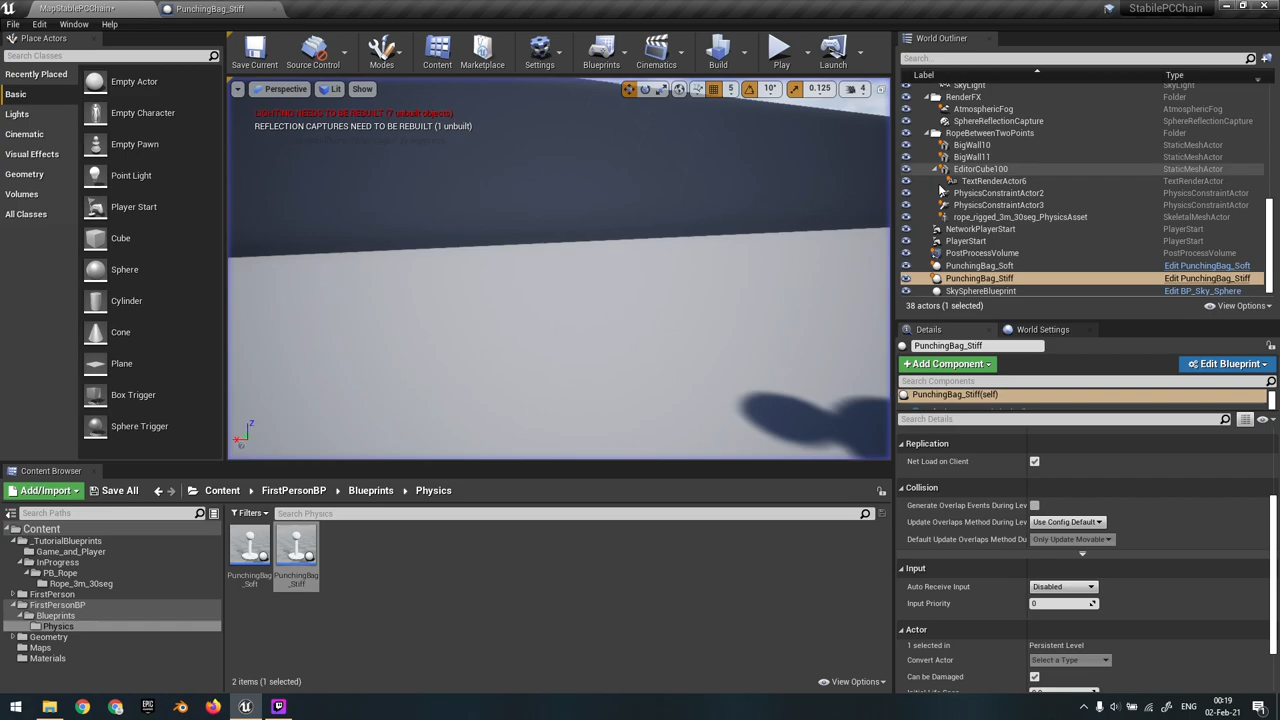 MapStablePCChain*
PunchingBag_Stiff
StabilePCChain
File
Edit
Window
Help
Place Actors
Search Classes
Recently Placed
Basic
Lights
Cinematic
Visual Effects
Geometry
Volumes
All Classes
Empty Actor
Empty Character
Empty Pawn
Point Light
Player Start
Cube
Sphere
Cylinder
Cone
Plane
Box Trigger
Sphere Trigger
Save Current
Source Control
Modes
Content
Marketplace
Settings
Blueprints
Cinematics
Build
Play
Launch
Perspective
Lit
Show
5
10°
0.125
4
LIGHTING NEEDS TO BE REBUILT (7 unbuilt objects)
REFLECTION CAPTURES NEED TO BE REBUILT (1 unbuilt)
Z
World Outliner
Search...
Label Type
SkyLight SkyLight
RenderFX Folder
AtmosphericFog AtmosphericFog
SphereReflectionCapture SphereReflectionCapture
RopeBetweenTwoPoints Folder
BigWall10 StaticMeshActor
BigWall11 StaticMeshActor
EditorCube100 StaticMeshActor
TextRenderActor6 TextRenderActor
PhysicsConstraintActor2 PhysicsConstraintActor
PhysicsConstraintActor3 PhysicsConstraintActor
rope_rigged_3m_30seg_PhysicsAsset SkeletalMeshActor
NetworkPlayerStart PlayerStart
PlayerStart PlayerStart
PostProcessVolume PostProcessVolume
PunchingBag_Soft Edit PunchingBag_Soft
PunchingBag_Stiff Edit PunchingBag_Stiff
SkySphereBlueprint Edit BP_Sky_Sphere
38 actors (1 selected)
View Options
Details
World Settings
PunchingBag_Stiff
+ Add Component
Edit Blueprint
Search Components
PunchingBag_Stiff(self)
Search Details
Replication
Net Load on Client
Collision
Generate Overlap Events During Lev
Update Overlaps Method During Lev Use Config Default
Default Update Overlaps Method Du Only Update Movable
Input
Auto Receive Input Disabled
Input Priority 0
Actor
1 selected in Persistent Level
Convert Actor Select a Type
Can be Damaged
Content Browser
Add/Import
Save All
Content
FirstPersonBP
Blueprints
Physics
Search Paths
Filters
Search Physics
Content
_TutorialBlueprints
Game_and_Player
InProgress
PB_Rope
Rope_3m_30seg
FirstPerson
FirstPersonBP
Blueprints
Physics
Geometry
Maps
Materials
PunchingBag
_Soft
PunchingBag
_Stiff
2 items (1 selected)
View Options
ENG
00:19
02-Feb-21